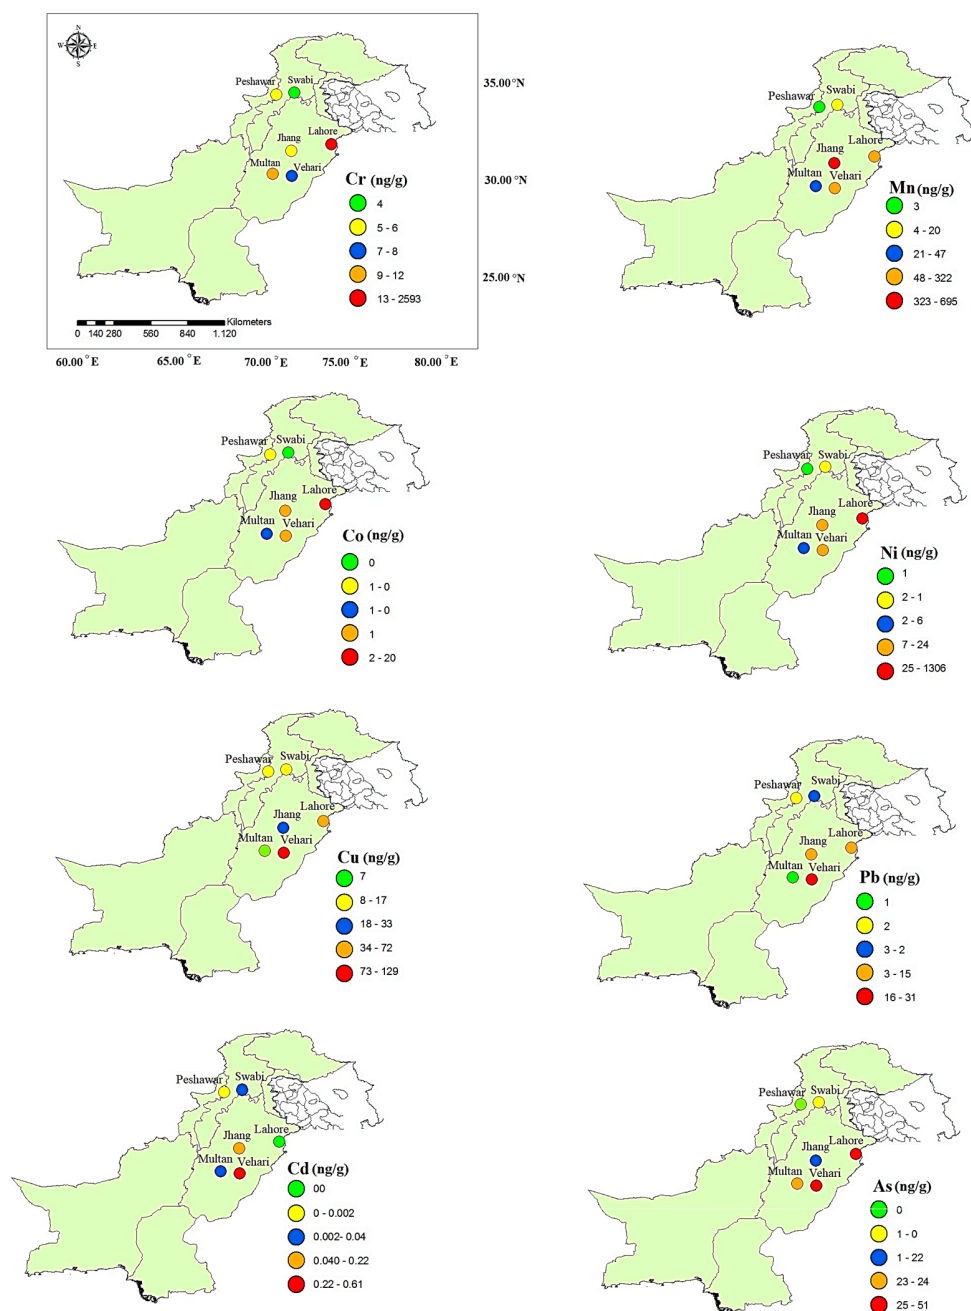 N
W E
S
Peshawar Swabi
Jhang Lahore
Multan Vehari
Cr (ng/g)
4
5 - 6
7 - 8
9 - 12
13 - 2593
Kilometers
0 140 280 560 840 1.120
35.00°N
30.00°N
25.00°N
60.00°E 65.00°E 70.00°E 75.00°E 80.00°E
Peshawar Swabi
Jhang Lahore
Multan Vehari
Mn (ng/g)
3
4 - 20
21 - 47
48 - 322
323 - 695
Peshawar Swabi
Jhang Lahore
Multan Vehari
Co (ng/g)
0
1 - 0
1 - 0
1
2 - 20
Peshawar Swabi
Jhang Lahore
Multan Vehari
Ni (ng/g)
1
2 - 1
2 - 6
7 - 24
25 - 1306
Peshawar Swabi
Jhang Lahore
Multan Vehari
Cu (ng/g)
7
8 - 17
18 - 33
34 - 72
73 - 129
Peshawar Swabi
Jhang Lahore
Multan Vehari
Pb (ng/g)
1
2
3 - 2
3 - 15
16 - 31
Peshawar Swabi
Jhang Lahore
Multan Vehari
Cd (ng/g)
00
0 - 0.002
0.002- 0.04
0.040 - 0.22
0.22 - 0.61
Peshawar Swabi
Jhang Lahore
Multan Vehari
As (ng/g)
0
1 - 0
1 - 22
23 - 24
25 - 51